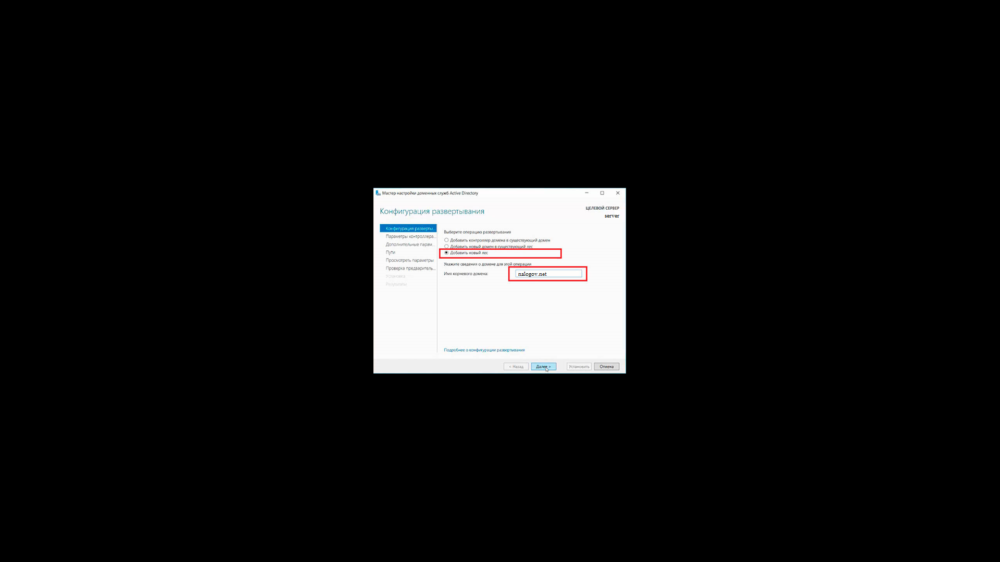 Мастер настройки доменных служб Active Directory
Конфигурация развертывания
ЦЕЛЕВОЙ СЕРВЕР
server
Конфигурация разверты...
Параметры контроллера...
Дополнительные парам...
Пути
Просмотреть параметры
Проверка предваритель...
Установка
Результаты
Выберите операцию развертывания
Добавить контроллер домена в существующий домен
Добавить новый домен в существующий лес
Добавить новый лес
Укажите сведения о домене для этой операции
Имя корневого домена:
nalogov.net
Подробнее о конфигурации развертывания
< Назад
Далее >
Установить
Отмена